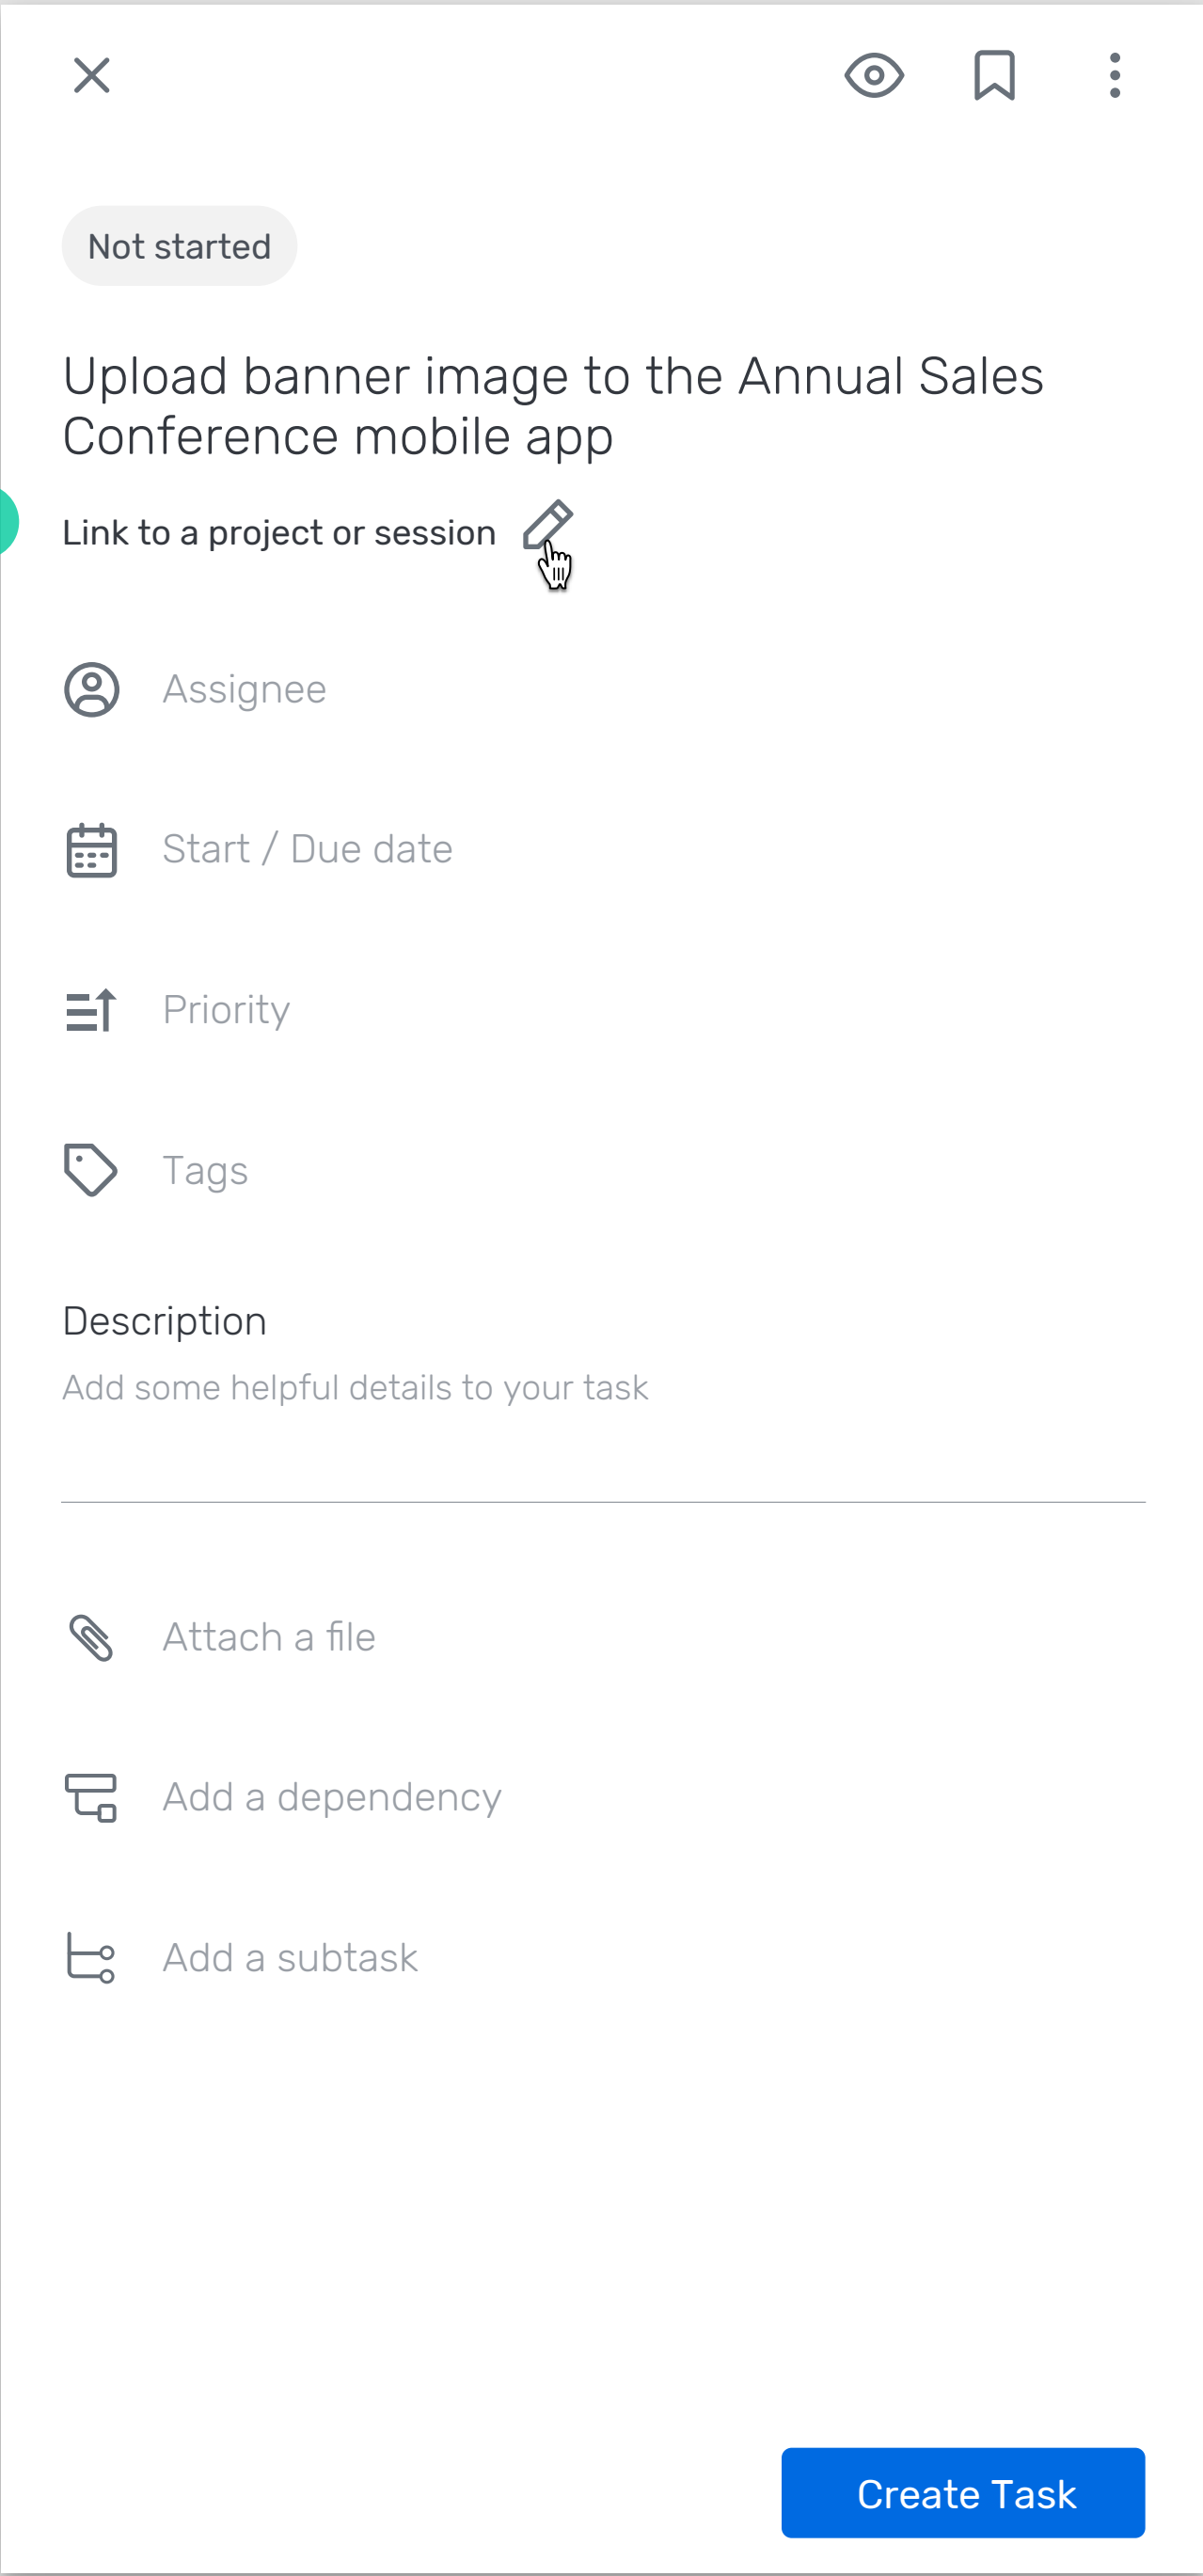 Not started
Upload banner image to the Annual Sales
Conference mobile app
Link to a project or session
Assignee
Start / Due date
Priority
Tags
Description
Add some helpful details to your task
Attach a file
Add a dependency
Add a subtask
Create Task